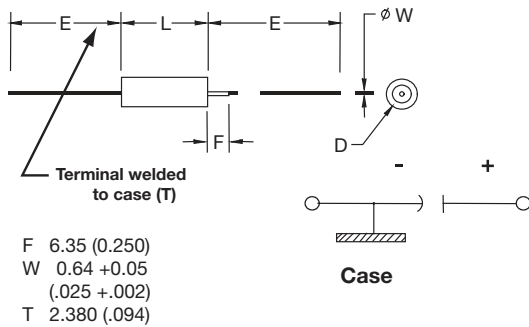 E L E ø W
F D
Terminal welded
to case (T)
- +
Case
F 6.35 (0.250)
W 0.64 +0.05
(.025 +.002)
T 2.380 (.094)